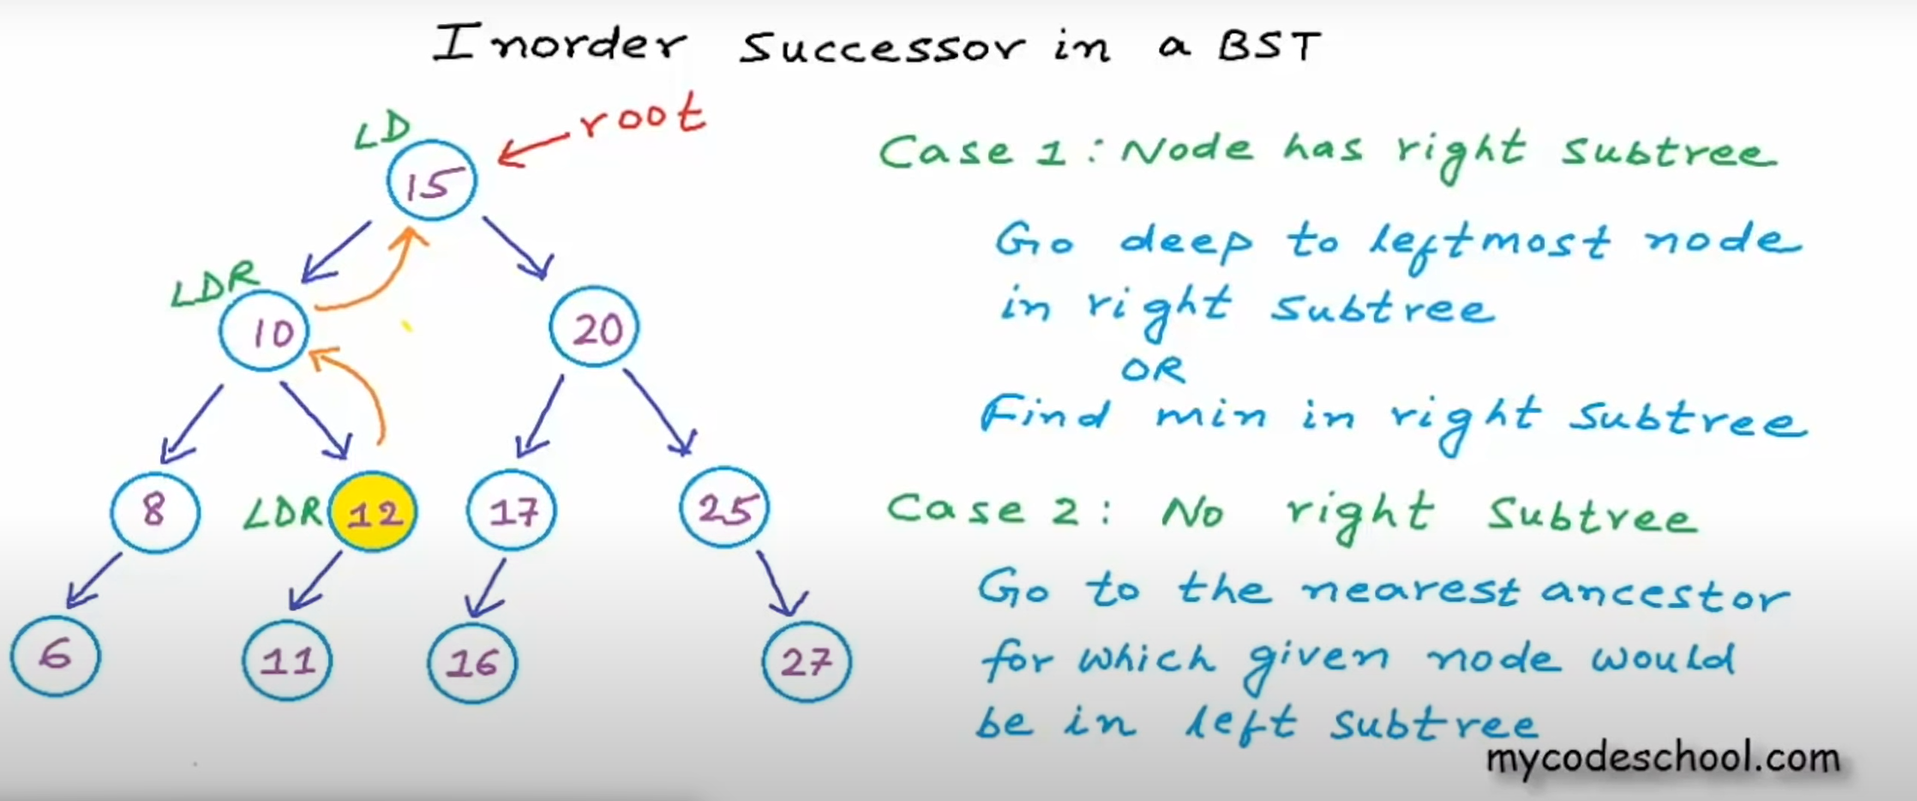 Inorder Successor in a BST
LD
root
15
LDR
10
20
8
LDR
12
17
25
6
11
16
27
Case 1: Node has right subtree
Go deep to leftmost node
in right subtree
OR
Find min in right subtree
Case 2: No right Subtree
Go to the nearest ancestor
for which given node would
be in left subtree
mycodeschool.com